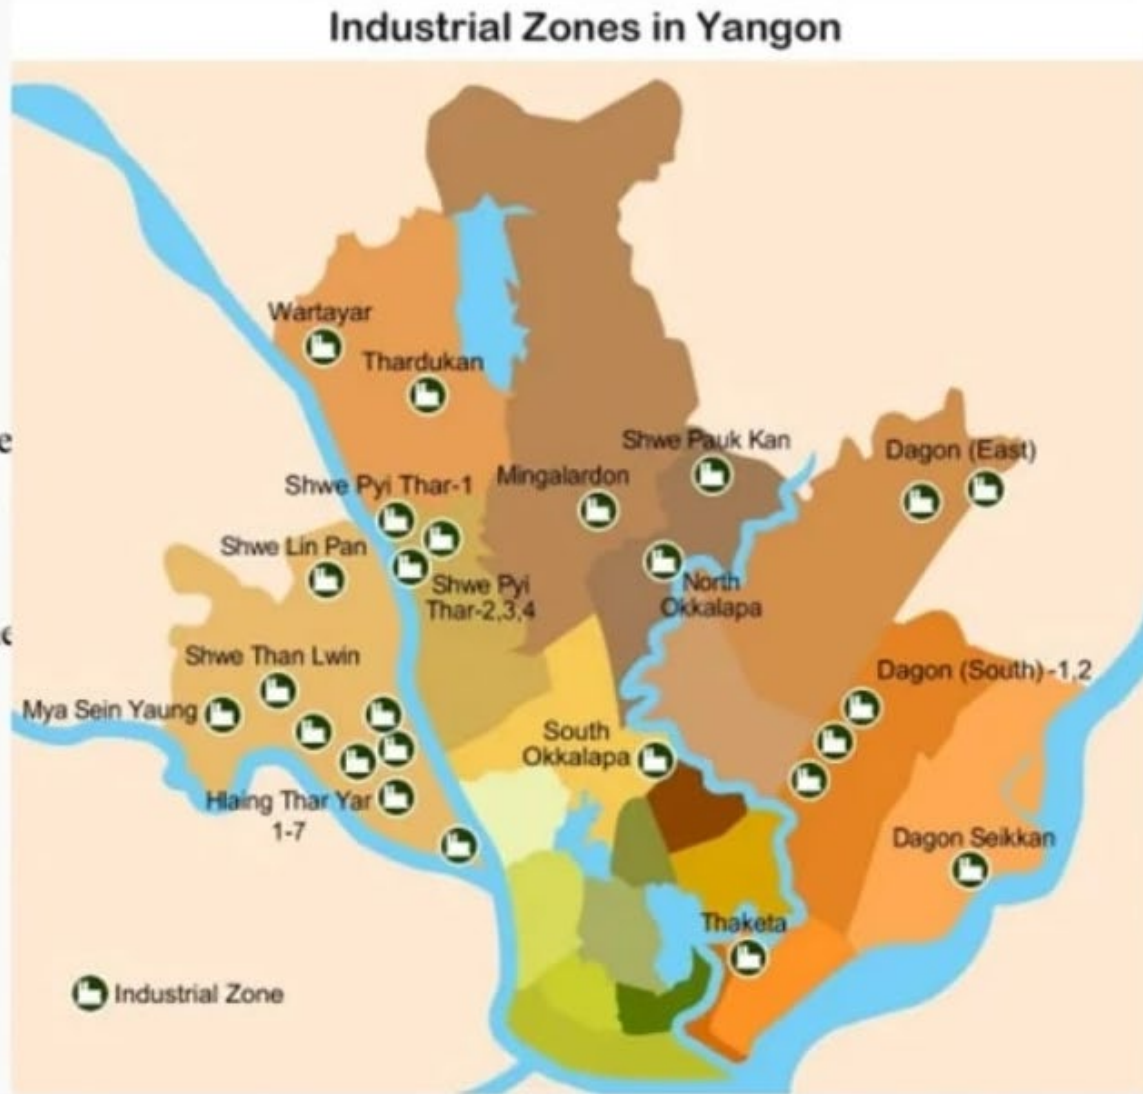 Industrial Zones in Yangon
Wartayar
Thardukan
Shwe Pauk Kan
Dagon (East)
Mingalardon
Shwe Pyi Thar-1
Shwe Lin Pan
Shwe Pyi
Thar-2,3,4
North
Okkalapa
Shwe Than Lwin
Dagon (South)-1,2
Mya Sein Yaung
South
Okkalapa
Hlaing Thar Yar
1-7
Dagon Seikkan
Thaketa
Industrial Zone